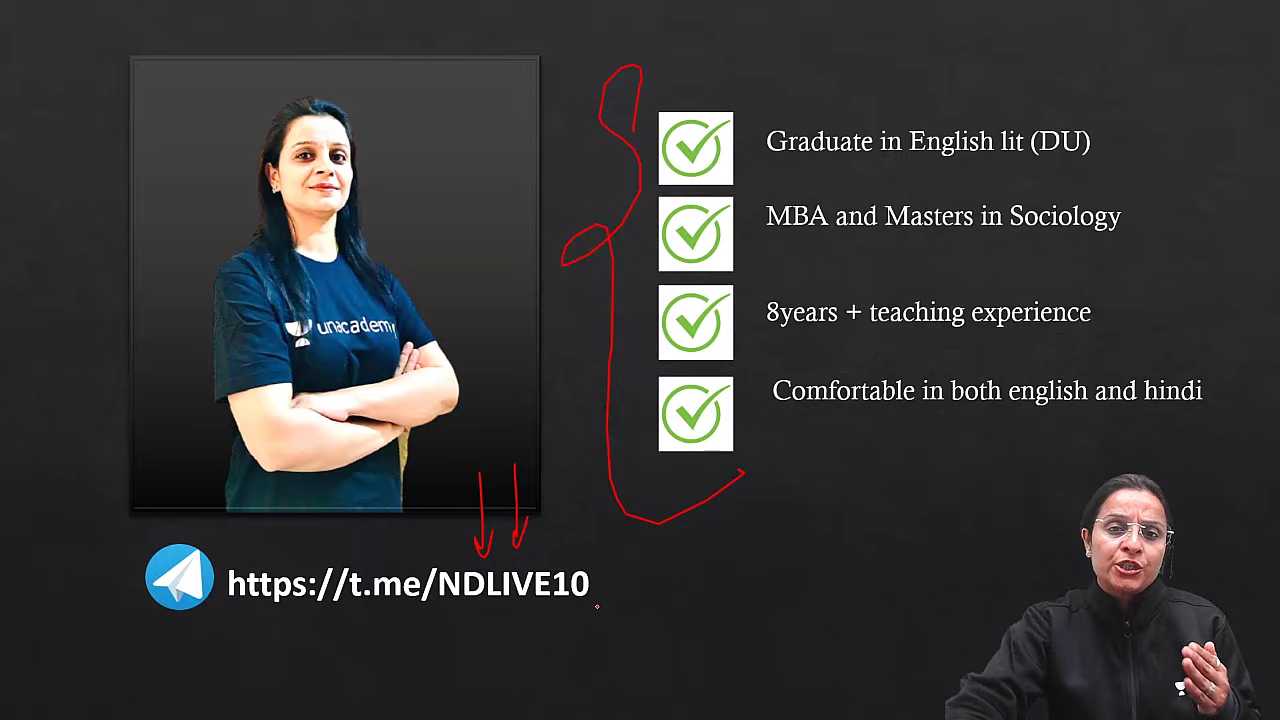 Graduate in English lit (DU)
MBA and Masters in Sociology
8years + teaching experience
Comfortable in both english and hindi
unacademy
https://t.me/NDLIVE10